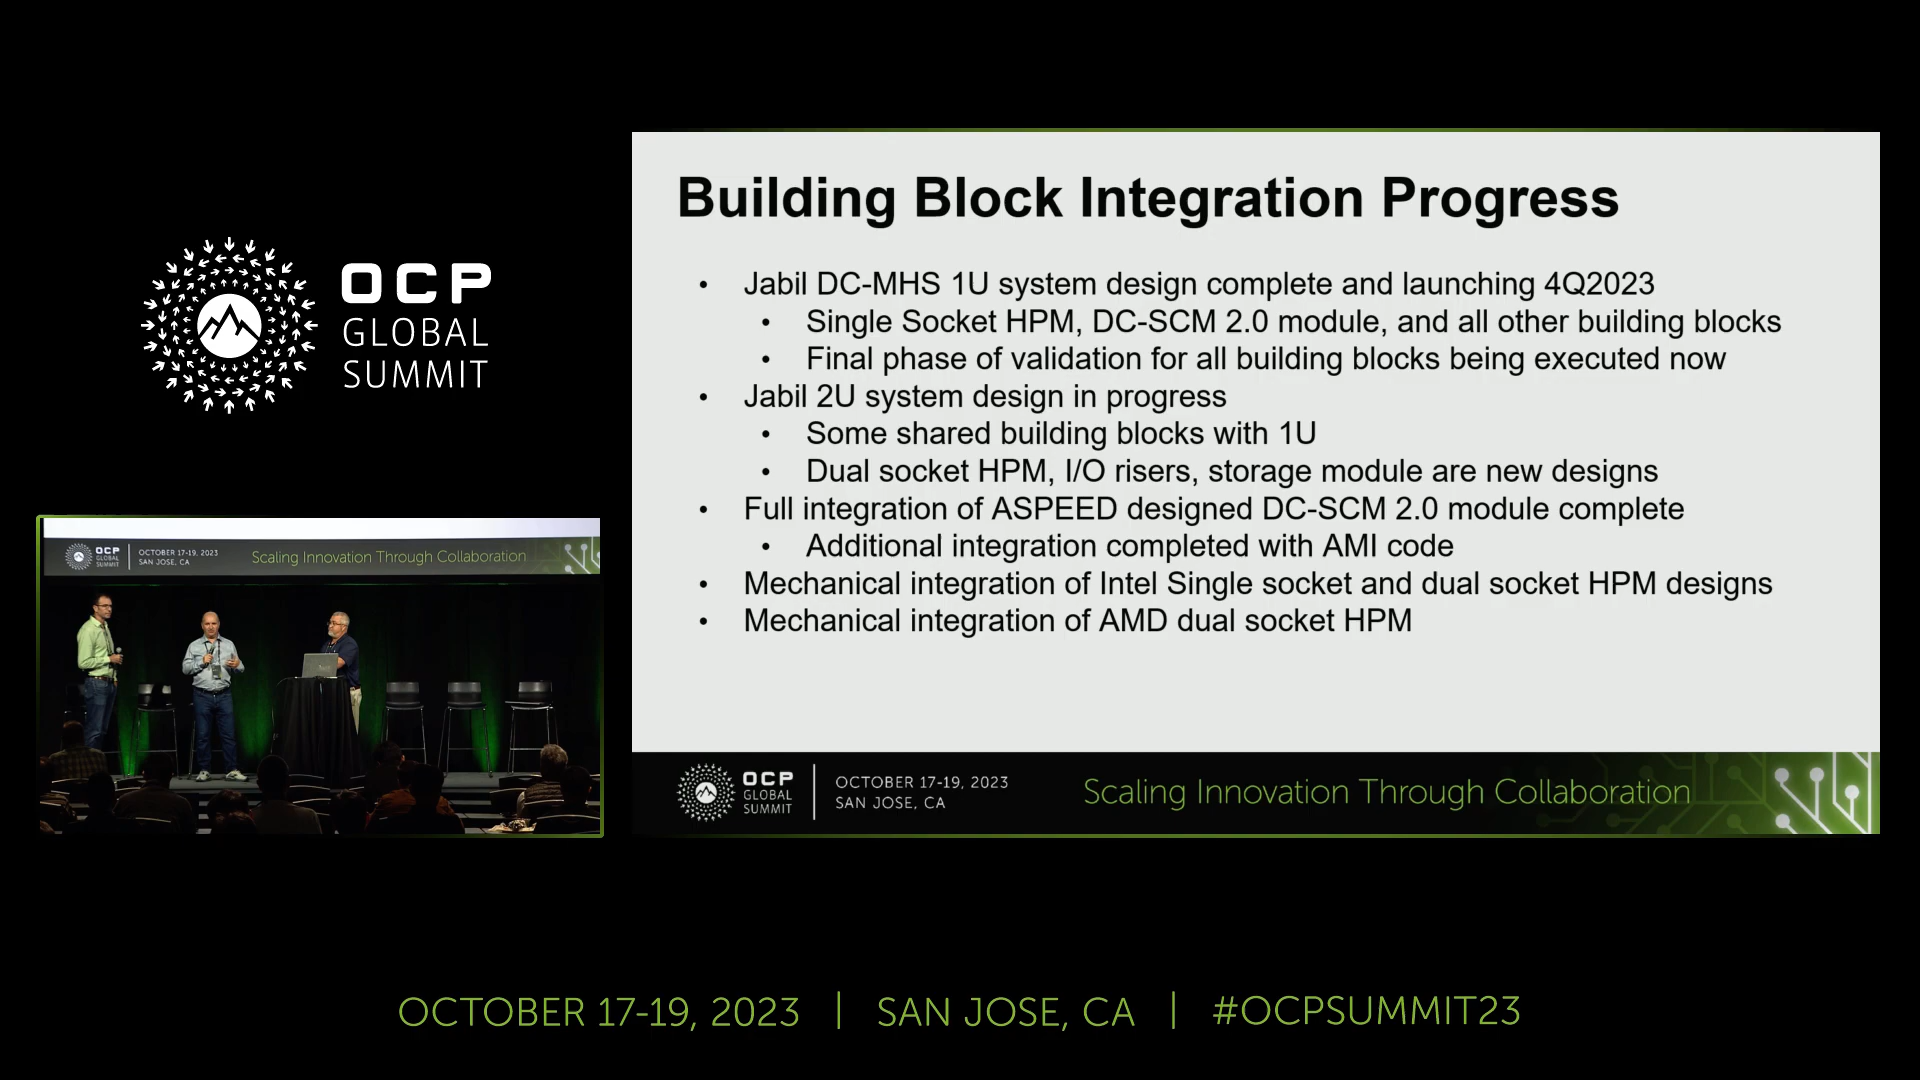 OCP
GLOBAL
SUMMIT
OCP
GLOBAL
SUMMIT
OCTOBER 17-19, 2023
SAN JOSE, CA
Scaling Innovation Through Collaboration
Building Block Integration Progress
• Jabil DC-MHS 1U system design complete and launching 4Q2023
• Single Socket HPM, DC-SCM 2.0 module, and all other building blocks
• Final phase of validation for all building blocks being executed now
• Jabil 2U system design in progress
• Some shared building blocks with 1U
• Dual socket HPM, I/O risers, storage module are new designs
• Full integration of ASPEED designed DC-SCM 2.0 module complete
• Additional integration completed with AMI code
• Mechanical integration of Intel Single socket and dual socket HPM designs
• Mechanical integration of AMD dual socket HPM
OCP
GLOBAL
SUMMIT
OCTOBER 17-19, 2023
SAN JOSE, CA
Scaling Innovation Through Collaboration
OCTOBER 17-19, 2023 | SAN JOSE, CA | #OCPSUMMIT23